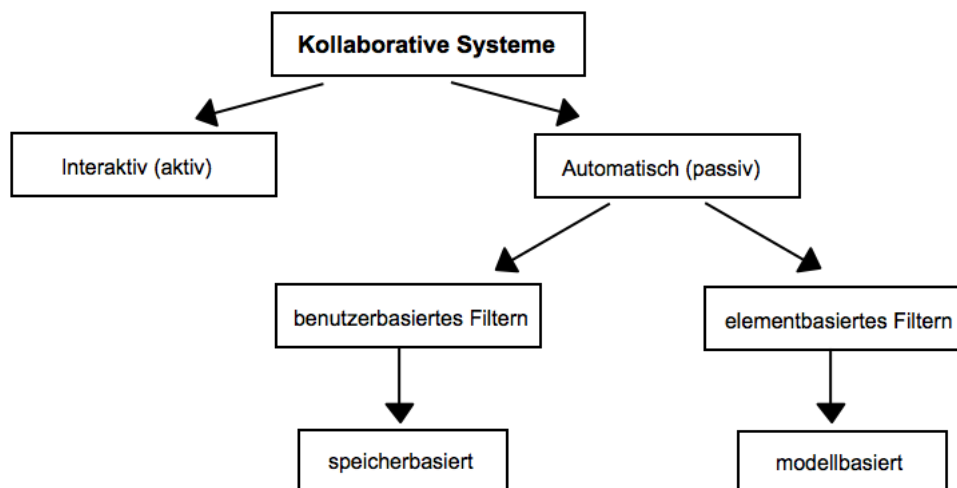 Kollaborative Systeme
Interaktiv (aktiv)
Automatisch (passiv)
benutzerbasiertes Filtern
elementbasiertes Filtern
speicherbasiert
modellbasiert